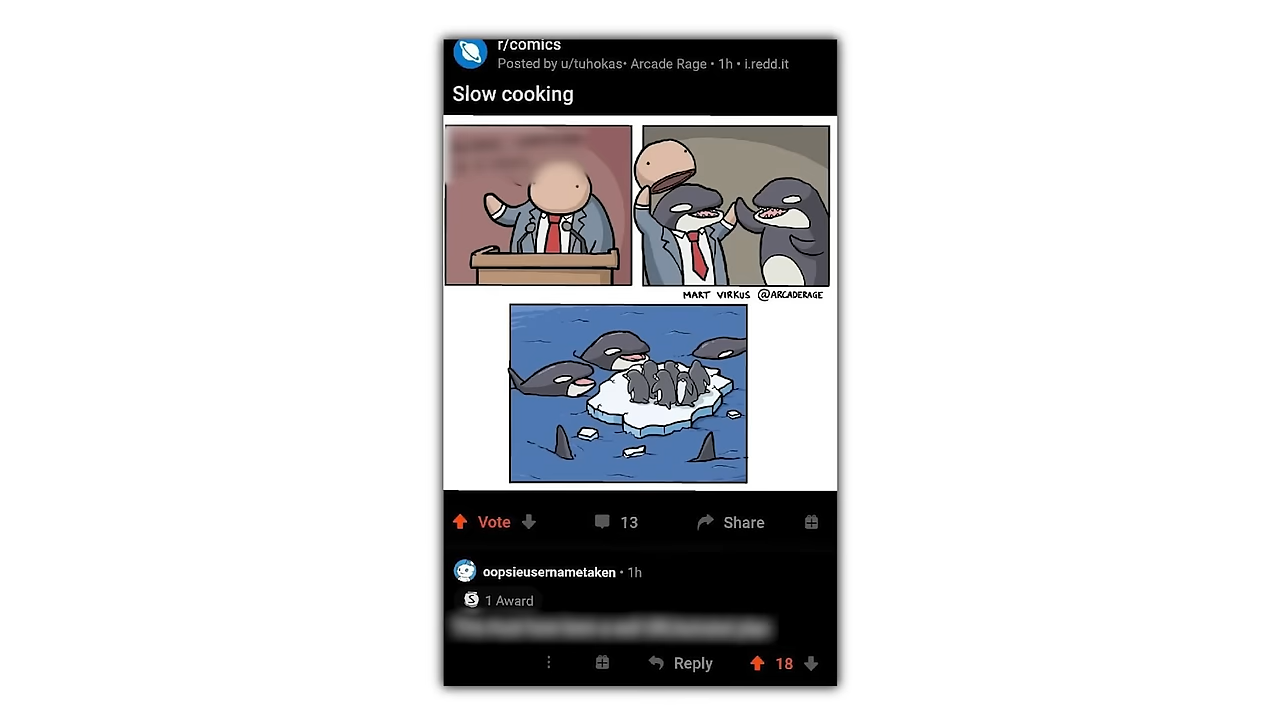 r/comics
Posted by u/tuhokas• Arcade Rage • 1h • i.redd.it
Slow cooking
MART VIRKUS @ARCADERAGE
Vote
13
Share
oopsieusernametaken • 1h
S 1 Award
Reply
18